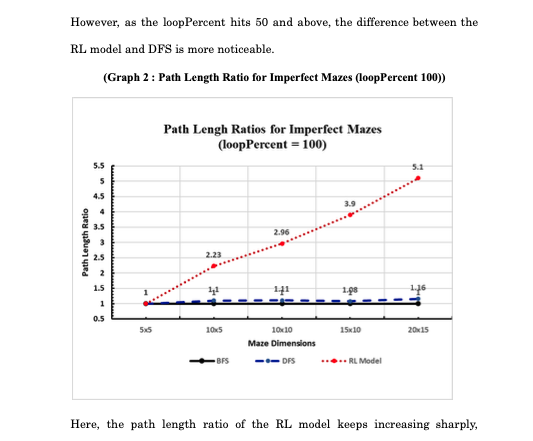 However, as the loopPercent hits 50 and above, the difference between the
RL model and DFS is more noticeable.
(Graph 2 : Path Length Ratio for Imperfect Mazes (loopPercent 100))
Path Lengh Ratios for Imperfect Mazes
(loopPercent = 100)
Path Length Ratio
5.5
5
4.5
4
3.5
3
2.5
2
1.5
1
0.5
1
2.23
2.96
3.9
5.1
1.1
1.11
1.08
1.16
1
1
1
1
5x5
10x5
10x10
15x10
20x15
Maze Dimensions
BFS
DFS
RL Model
Here, the path length ratio of the RL model keeps increasing sharply,